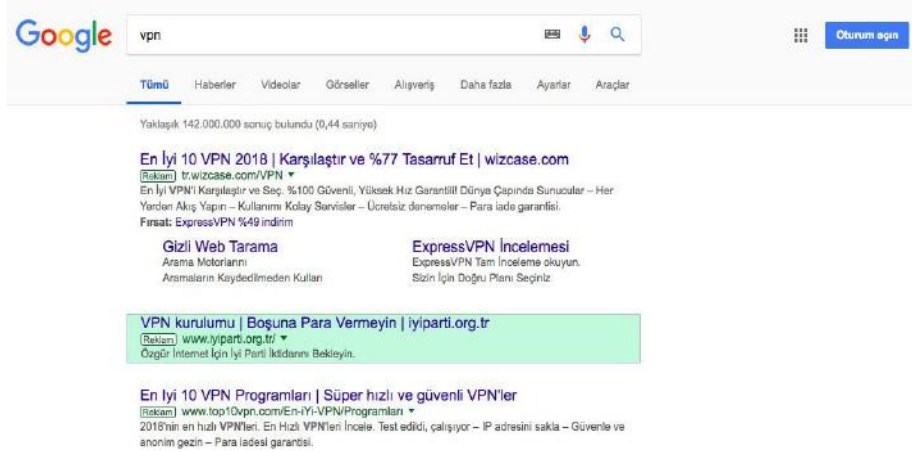 Google
vpn
Oturum açın
Tümü Haberler Videolar Görseller Alışveriş Daha fazla Ayarlar Araçlar
Yaklaşık 142.000.000 sonuç bulundu (0,44 saniye)
En İyi 10 VPN 2018 | Karşılaştır ve %77 Tasarruf Et | wizcase.com
Reklam tr.wizcase.com/VPN
En İyi VPN'i Karşılaştır ve Seç. %100 Güvenli, Yüksek Hız Garantili! Dünya Çapında Sunucular – Her
Yerden Akış Yapın – Kullanımı Kolay Servisler – Ücretsiz denemeler – Para iade garantisi.
Fırsat: ExpressVPN %49 indirim
Gizli Web Tarama ExpressVPN İncelemesi
Arama Motorlarını ExpressVPN Tam İnceleme okuyun.
Aramaların Kaydedilmeden Kullan Sizin İçin Doğru Planı Seçiniz
VPN kurulumu | Boşuna Para Vermeyin | iyiparti.org.tr
Reklam www.iyiparti.org.tr/
Özgür İnternet İçin İyi Parti İktidarını Bekleyin.
En İyi 10 VPN Programları | Süper hızlı ve güvenli VPN'ler
Reklam www.top10vpn.com/En-iYi-VPN/Programları
2018'nin en hızlı VPN'leri. En Hızlı VPN'leri İncele. Test edildi, çalışıyor – IP adresini sakla – Güvenle ve
anonim gezin – Para iadesi garantisi.